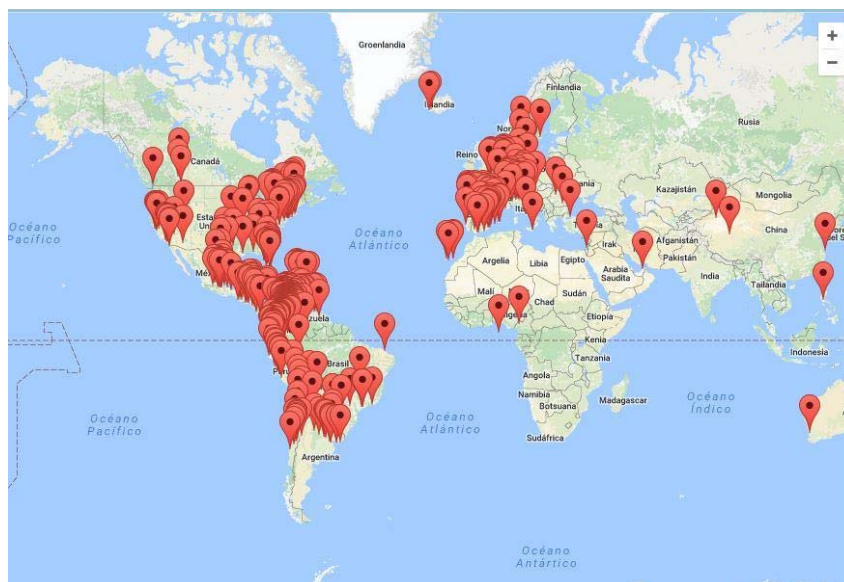 Groenlandia
Finlandia
Rusia
Canadá
Reino
Kazajistán
Mongolia
Océano
Pacífico
Océano
Atlántico
China
Irak
Afganistán
Pakistán
Argelia
Libia
Egipto
Arabia
Saudita
India
Tailandia
Malí
Chad
Sudán
Etiopía
Kenia
Tanzania
Indonesia
Brasil
Angola
Namibia
Botsuana
Madagascar
Océano
Pacífico
Océano
Atlántico
Océano
Índico
Sudáfrica
Argentina
Océano
Antártico
+
−